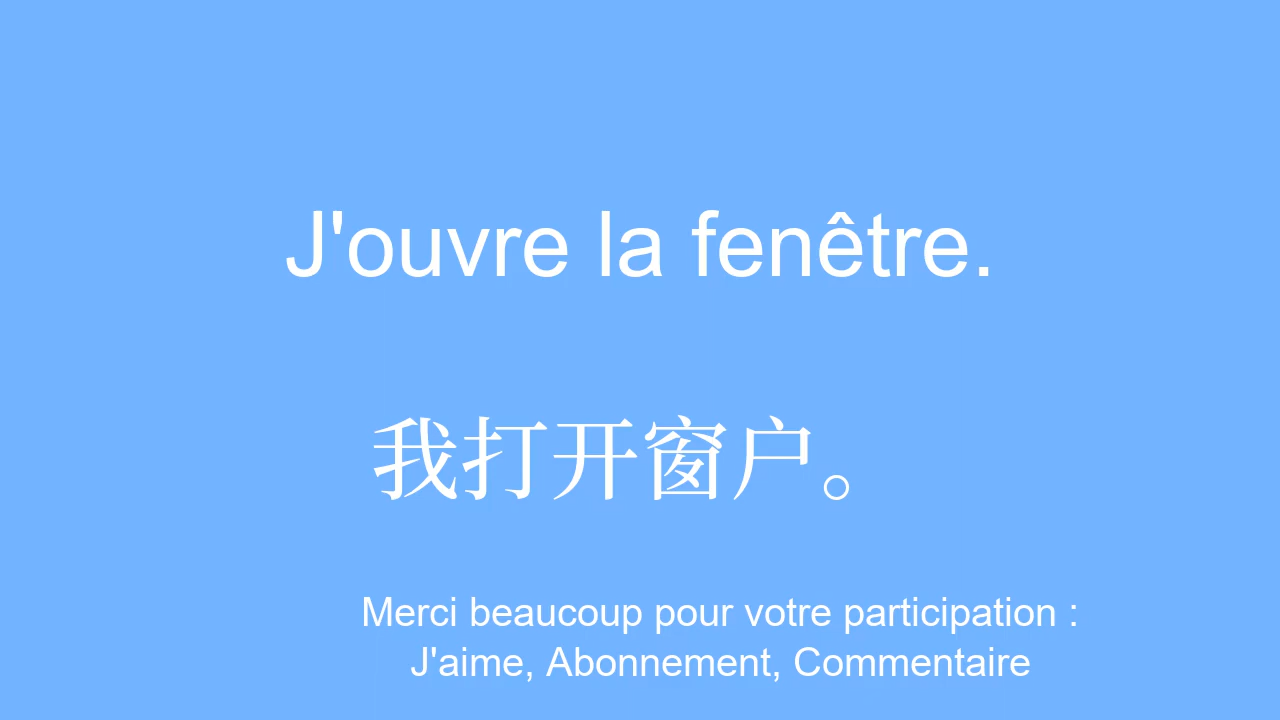 J'ouvre la fenêtre.
我打开窗户。
Merci beaucoup pour votre participation :
J'aime, Abonnement, Commentaire